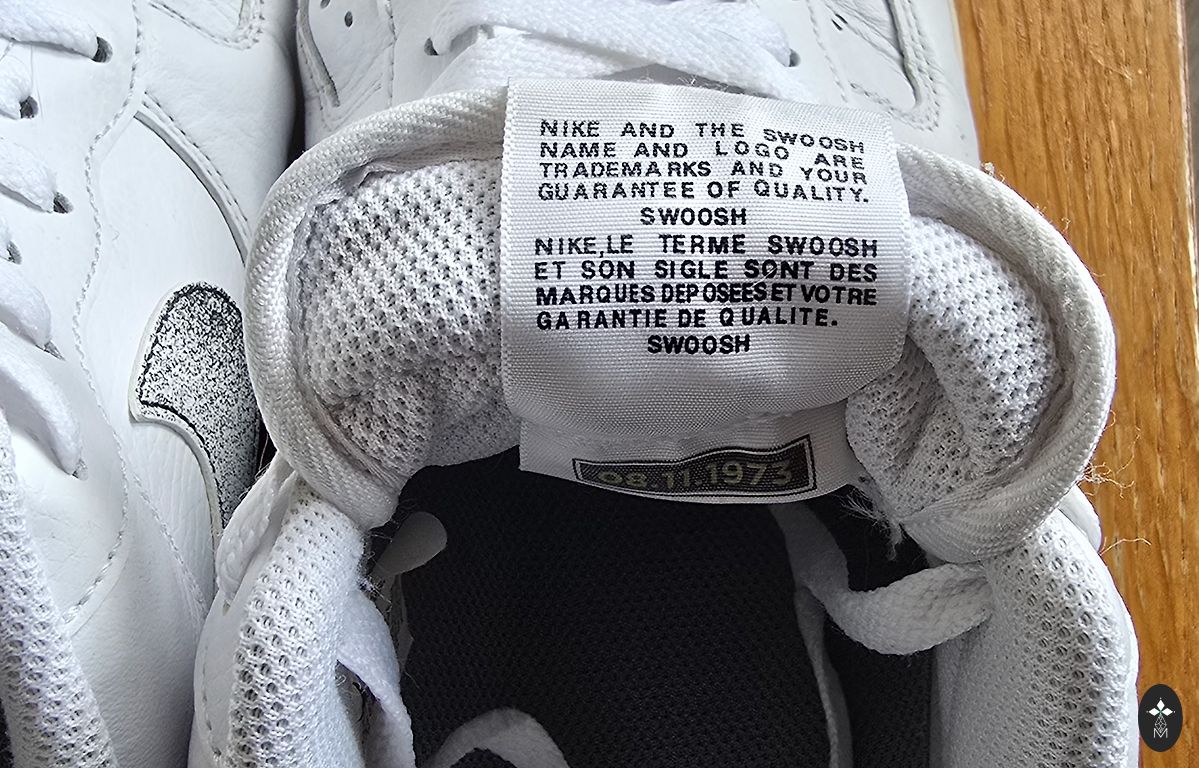 NIKE AND THE SWOOSH
NAME AND LOGO ARE
TRADEMARKS AND YOUR
GUARANTEE OF QUALITY.
SWOOSH
NIKE,LE TERME SWOOSH
ET SON SIGLE SONT DES
MARQUES DEPOSEES ET VOTRE
GARANTIE DE QUALITE.
SWOOSH
08.11.1973
M